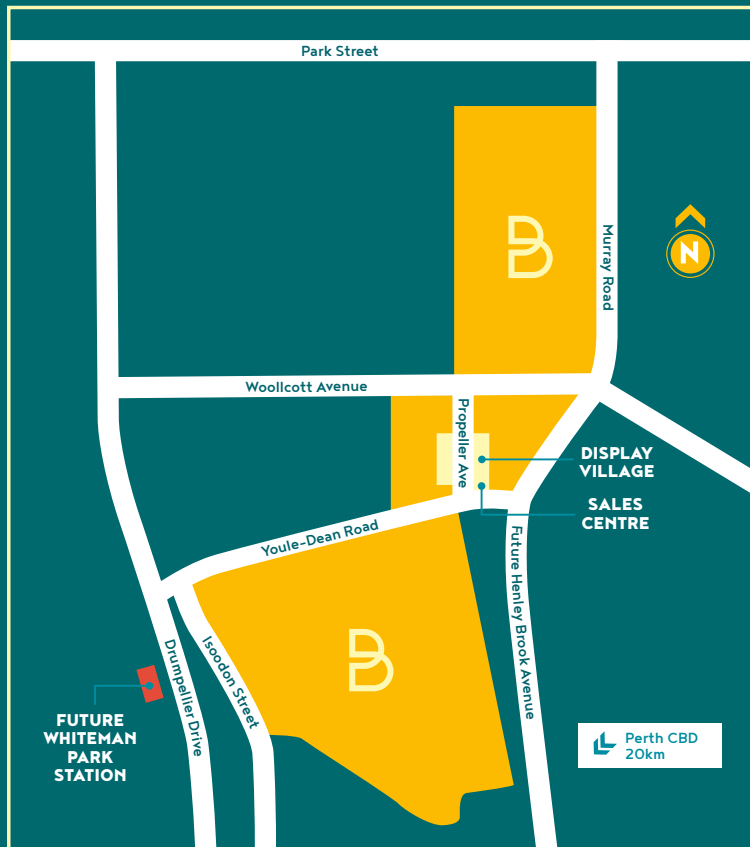 Park Street
Murray Road
N
B
Woollcott Avenue
Propeller Ave
DISPLAY
VILLAGE
SALES
CENTRE
Youle-Dean Road
Future Henley Brook Avenue
Isoodon Street
Drumpellier Drive
B
FUTURE
WHITEMAN
PARK
STATION
Perth CBD
20km